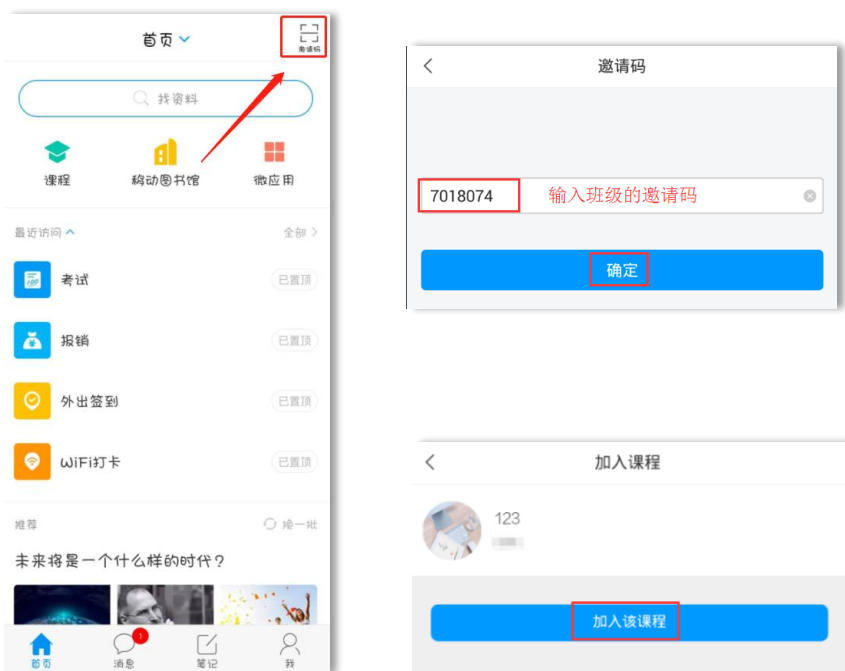 首页
邀请码
找资料
课程
移动图书馆
微应用
最近访问
全部
考试
已置顶
报销
已置顶
外出签到
已置顶
WiFi打卡
已置顶
推荐
换一批
未来将是一个什么样的时代?
首页
1
消息
笔记
我
邀请码
7018074 输入班级的邀请码
确定
加入课程
123
加入该课程